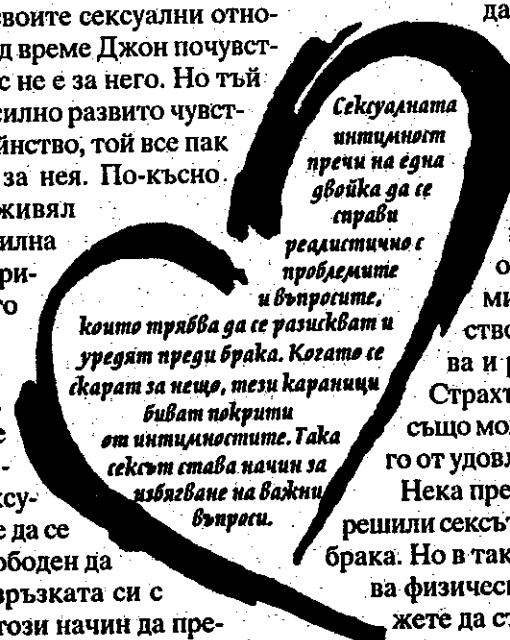 своите сексуални отно-
д време Джон почувст-
с не е за него. Но тъй
силно развито чувст-
йнство, той все пак
за нея. По-късно
живял
илна
ри-
го
е
-
ксу-
е да се
ободен да
връзката си с
този начин да пре-
Сексуалната
интимност
пречи на една
двойка да се
справи
реалистично с
проблемите
и въпросите,
които трябва да се разискват и
уредят преди брака. Когато се
скарат за нещо, тези караници
биват покрити
от интимностите. Така
сексът става начин за
избягване на важни
въпроси.
да
о
ми
ство
ва и р
Страхъ
също мо
го от удовл
Нека пре
решили сексъ
брака. Но в так
ва физическ
жете да ст